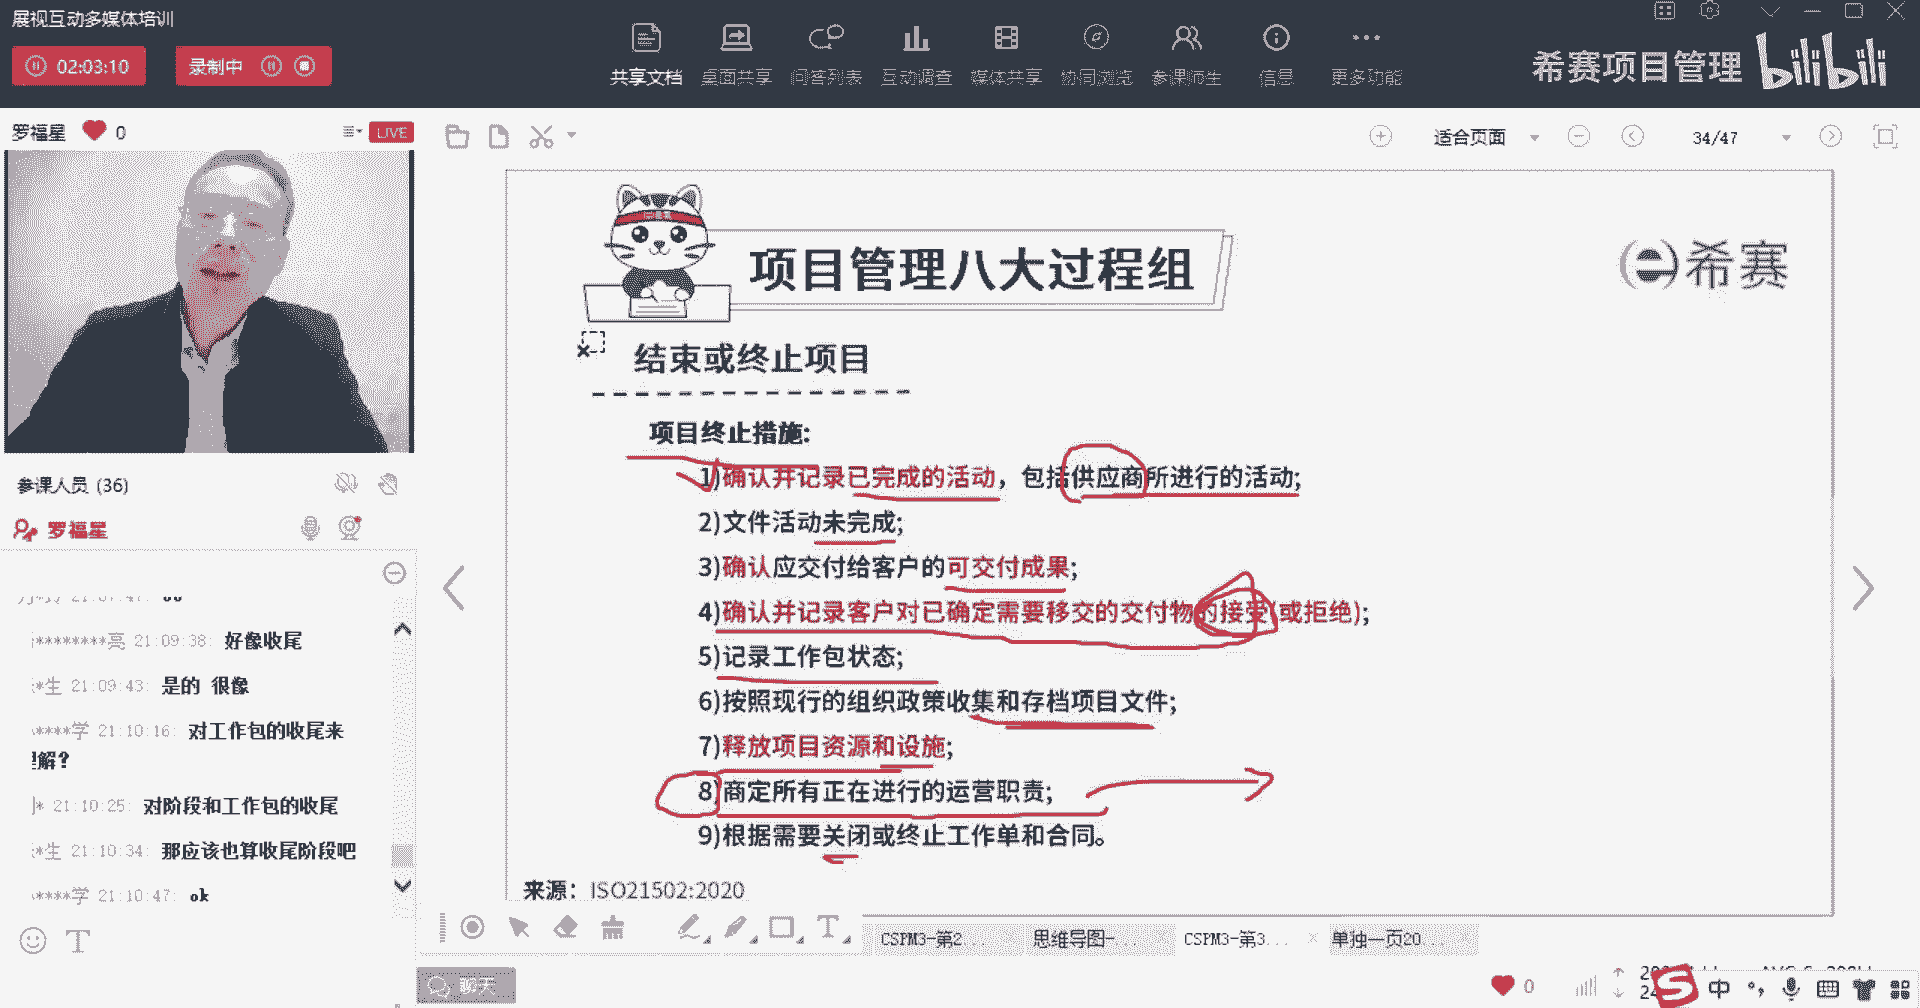 展视互动多媒体培训
02:03:10
录制中
共享文档
桌面共享
问答列表
互动调查
媒体共享
协同浏览
参课师生
信息
更多功能
希赛项目管理
bilibili
罗福星
0
LIVE
适合页面
34/47
项目管理八大过程组
希赛
结束或终止项目
项目终止措施:
1)确认并记录已完成的活动，包括供应商所进行的活动;
2)文件活动未完成;
3)确认应交付给客户的可交付成果;
4)确认并记录客户对已确定需要移交的交付物的接受(或拒绝);
5)记录工作包状态;
6)按照现行的组织政策收集和存档项目文件;
7)释放项目资源和设施;
8)商定所有正在进行的运营职责;
9)根据需要关闭或终止工作单和合同。
来源：ISO21502:2020
参课人员 (36)
罗福星
********亮 21:09:38: 好像收尾
*生 21:09:43: 是的 很像
****学 21:10:16: 对工作包的收尾来
解?
* 21:10:25: 对阶段和工作包的收尾
*生 21:10:34: 那应该也算收尾阶段吧
****学 21:10:47: ok
T
CSPM3-第2...
思维导图-...
CSPM3-第3...
单独一页20...
聊天
0
S
中